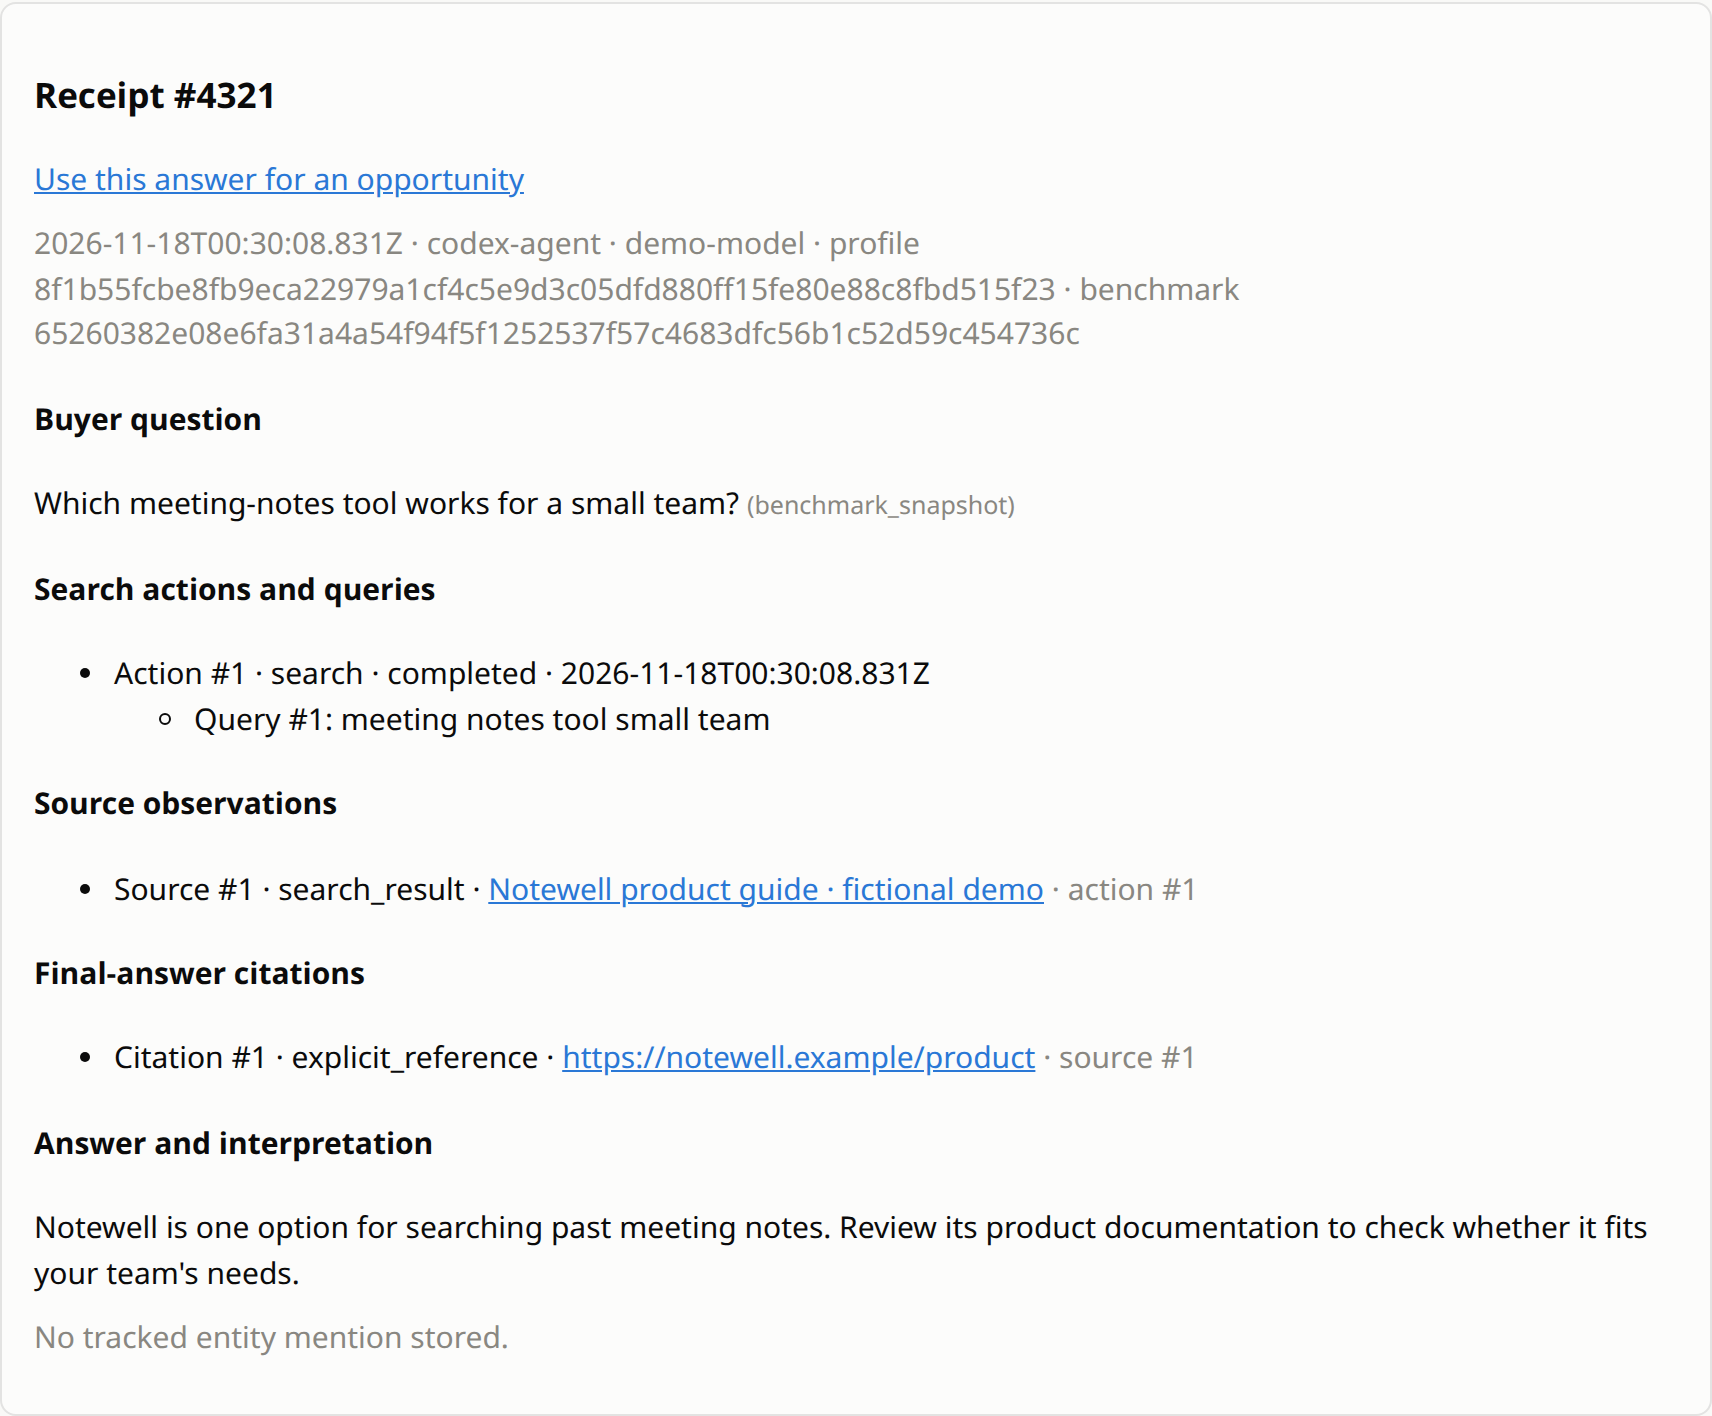 Receipt #4321
Use this answer for an opportunity
2026-11-18T00:30:08.831Z · codex-agent · demo-model · profile
8f1b55fcbe8fb9eca22979a1cf4c5e9d3c05dfd880ff15fe80e88c8fbd515f23 · benchmark
65260382e08e6fa31a4a54f94f5f1252537f57c4683dfc56b1c52d59c454736c
Buyer question
Which meeting-notes tool works for a small team? (benchmark_snapshot)
Search actions and queries
• Action #1 · search · completed · 2026-11-18T00:30:08.831Z
◦ Query #1: meeting notes tool small team
Source observations
• Source #1 · search_result · Notewell product guide · fictional demo · action #1
Final-answer citations
• Citation #1 · explicit_reference · https://notewell.example/product · source #1
Answer and interpretation
Notewell is one option for searching past meeting notes. Review its product documentation to check whether it fits
your team's needs.
No tracked entity mention stored.